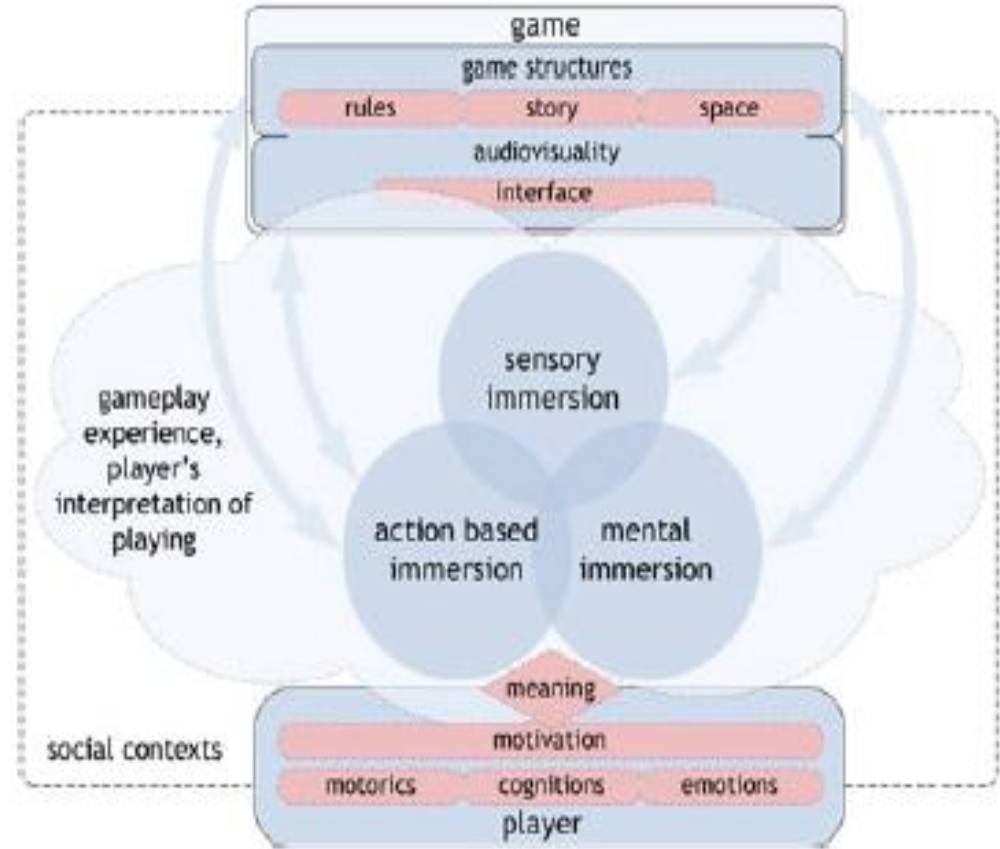 game
game structures
rules story space
audiovisuality
interface
sensory
immersion
gameplay
experience,
player's
interpretation of
playing
action based
immersion
mental
immersion
meaning
social contexts
motivation
motorics cognitions emotions
player